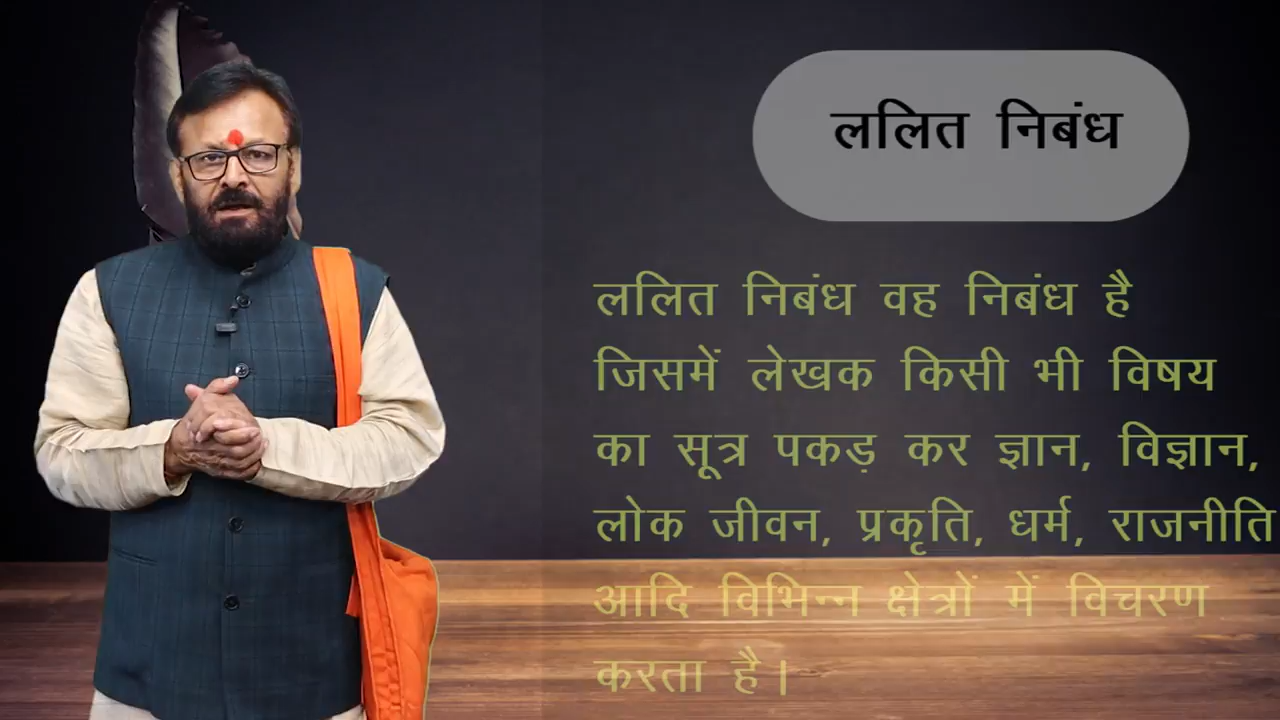 ललित निबंध
ललित निबंध वह निबंध है
जिसमें लेखक किसी भी विषय
का सूत्र पकड़ कर ज्ञान, विज्ञान,
लोक जीवन, प्रकृति, धर्म, राजनीति
आदि विभिन्न क्षेत्रों में विचरण
करता है।